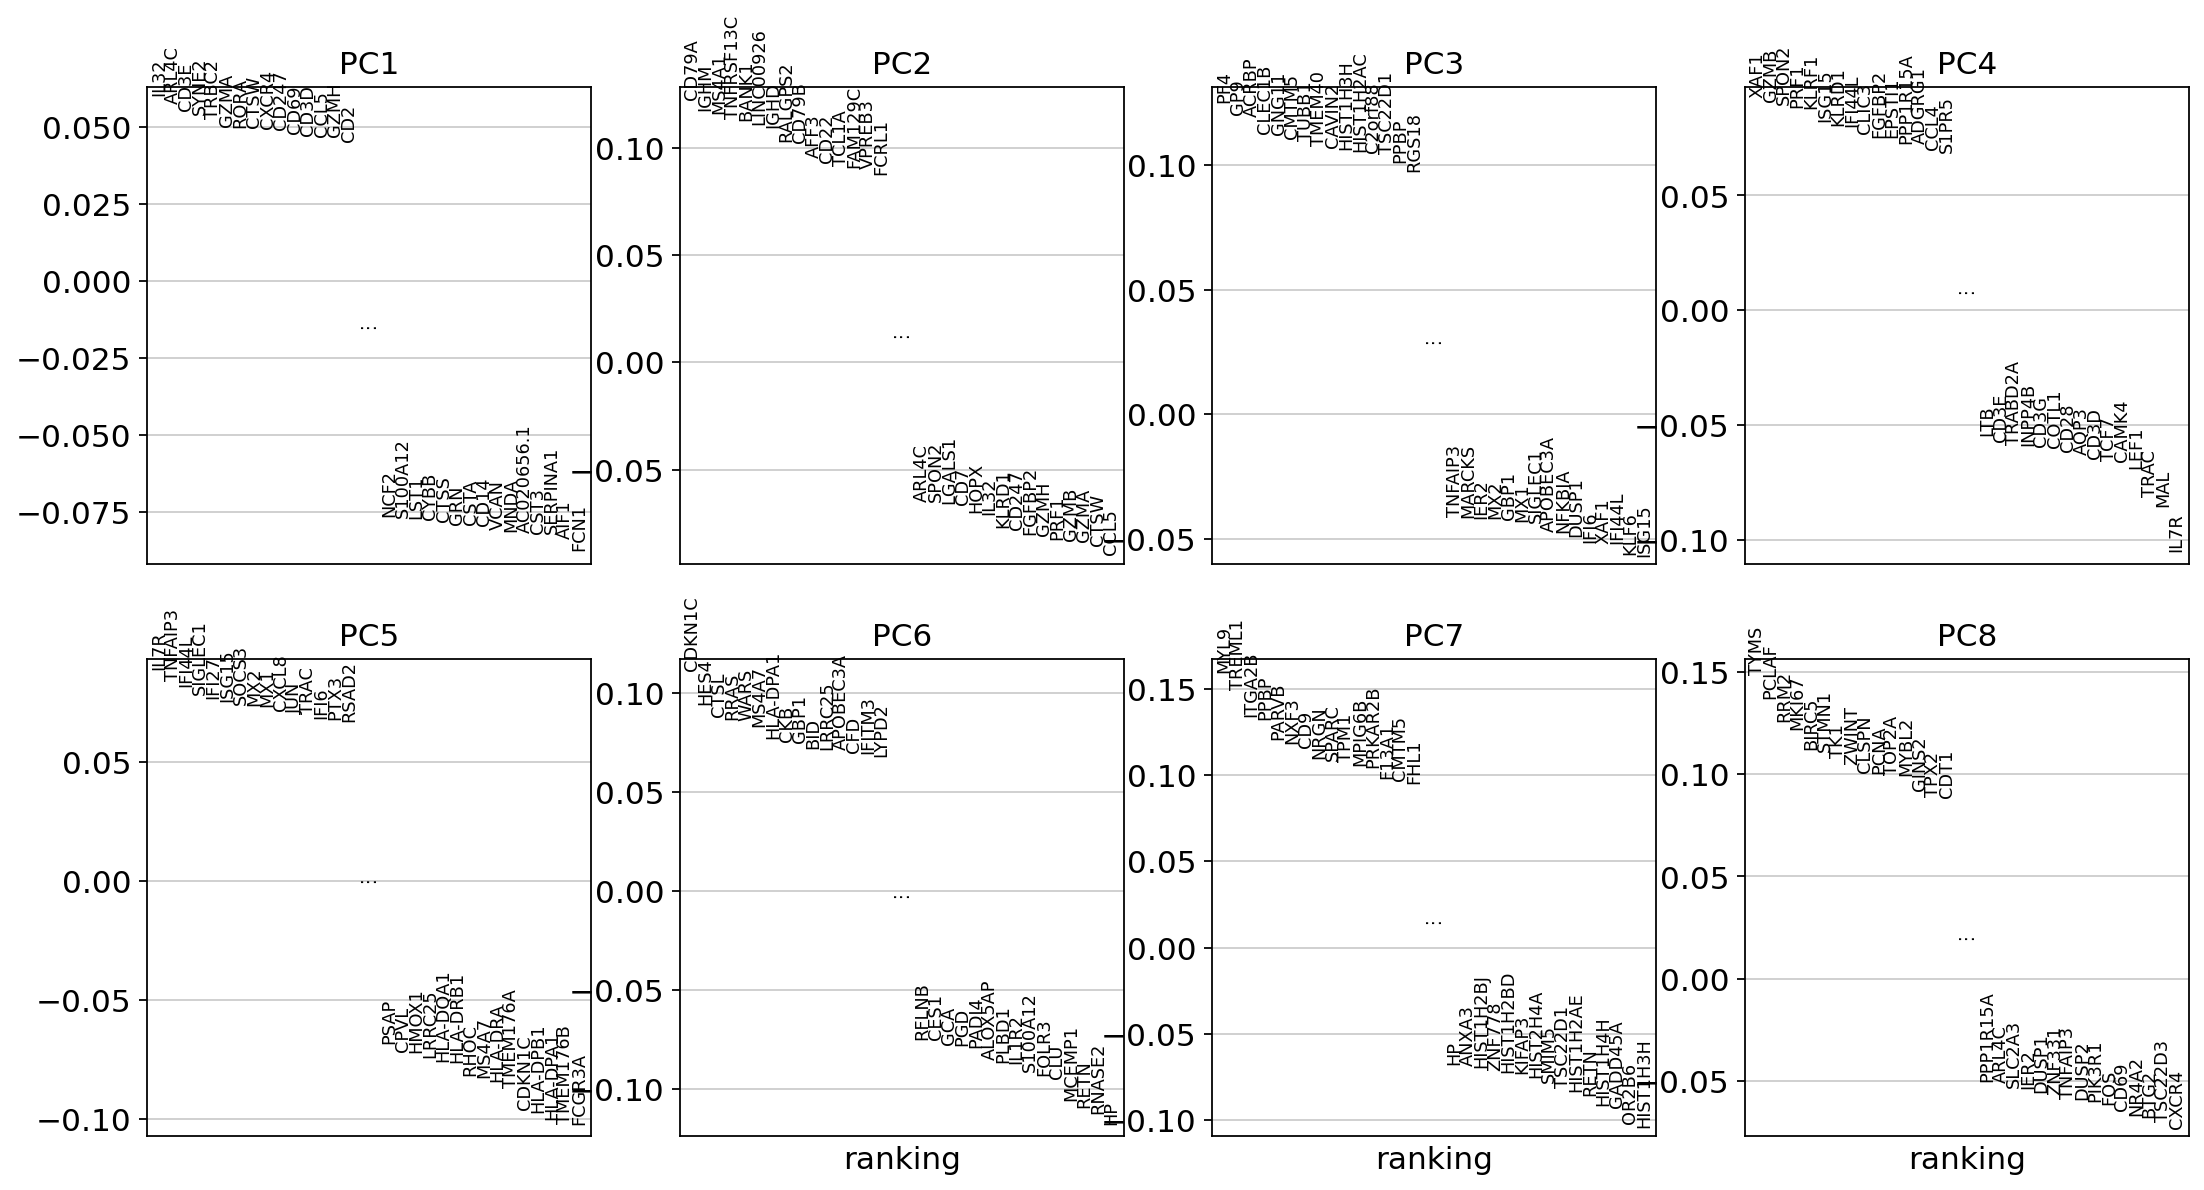 PC1
0.050
0.025
0.000
−0.025
−0.050
−0.075
IL32
ARL4C
CD3E
SYNE2
TRBC2
GZMA
RORA
CTSW
CXCR4
CD247
CD69
CD3D
CCL5
GZMH
CD2
...
NCF2
S100A12
LST1
CYBB
CTSS
GRN
CSTA
CD14
VCAN
MNDA
AC020656.1
CST3
SERPINA1
AIF1
FCN1
PC2
0.10
0.05
0.00
−0.05
CD79A
IGHM
MS4A1
TNFRSF13C
BANK1
LINC00926
IGHD
RALGPS2
CD79B
AFF3
CD22
TCL1A
FAM129C
VPREB3
FCRL1
...
ARL4C
SPON2
LGALS1
CD7
HOPX
IL32
KLRD1
CD247
FGFBP2
GZMH
PRF1
GZMB
GZMA
CTSW
CCL5
PC3
0.10
0.05
0.00
−0.05
PF4
GP9
ACRBP
CLEC1B
GNG11
CMTM5
TUBB1
TMEM40
CAVIN2
HIST1H3H
HIST1H2AC
C2orf88
TSC22D1
PPBP
RGS18
...
TNFAIP3
MARCKS
IER2
MX2
GBP1
MX1
SIGLEC1
APOBEC3A
NFKBIA
DUSP1
IFI6
XAF1
IFI44L
KLF6
ISG15
PC4
0.05
0.00
−0.05
−0.10
XAF1
GZMB
SPON2
PRF1
KLRF1
ISG15
KLRD1
IFI44L
CLIC3
FGFBP2
EPSTI1
PPP1R15A
ADGRG1
CCL4
S1PR5
...
LTB
CD3E
TRABD2A
INPP4B
CD3G
COTL1
CD28
AQP3
CD3D
TCF7
CAMK4
LEF1
TRAC
MAL
IL7R
PC5
0.05
0.00
−0.05
−0.10
IL7R
TNFAIP3
IFI44L
SIGLEC1
IFI27
ISG15
SOCS3
MX2
MX1
CXCL8
JUN
TRAC
IFI6
PTX3
RSAD2
...
PSAP
CPVL
HMOX1
LRRC25
HLA-DQA1
HLA-DRB1
RHOC
MS4A7
HLA-DRA
TMEM176A
CDKN1C
HLA-DPB1
HLA-DPA1
TMEM176B
FCGR3A
PC6
0.10
0.05
0.00
−0.05
−0.10
CDKN1C
HES4
CTSL
RRAS
WARS
MS4A7
HLA-DPA1
CKB
GBP1
BID
LRRC25
APOBEC3A
CFD
IFITM3
LYPD2
...
RFLNB
CES1
GCA
PGD
PADI4
ALOX5AP
PLBD1
IL1R2
S100A12
FOLR3
CLU
MCEMP1
RETN
RNASE2
HP
ranking
PC7
0.15
0.10
0.05
0.00
−0.05
−0.10
MYL9
TREML1
ITGA2B
PPBP
PARVB
NXF3
CD9
NRGN
SPARC
TPM1
MPIG6B
PRKAR2B
F13A1
CMTM5
FHL1
...
HP
ANXA3
HIST1H2BJ
ZNF778
HIST1H2BD
KIFAP3
HIST2H4A
SMIM5
TSC22D1
HIST1H2AE
RETN
HIST1H4H
GADD45A
OR2B6
HIST1H3H
ranking
PC8
0.15
0.10
0.05
0.00
−0.05
TYMS
PCLAF
RRM2
MKI67
BIRC5
STMN1
TK1
ZWINT
CLSPN
PCNA
TOP2A
MYBL2
GINS2
TPX2
CDT1
...
PPP1R15A
ARL4C
SLC2A3
IER2
DUSP1
ZNF331
TNFAIP3
DUSP2
PIK3R1
FOS
CD69
NR4A2
BTG2
TSC22D3
CXCR4
ranking